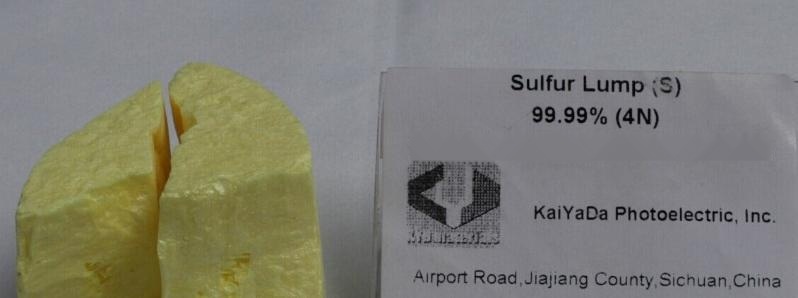 Sulfur Lump (S)
99.99% (4N)
KaiYaDa Photoelectric, Inc.
Airport Road,Jiajiang County,Sichuan,China